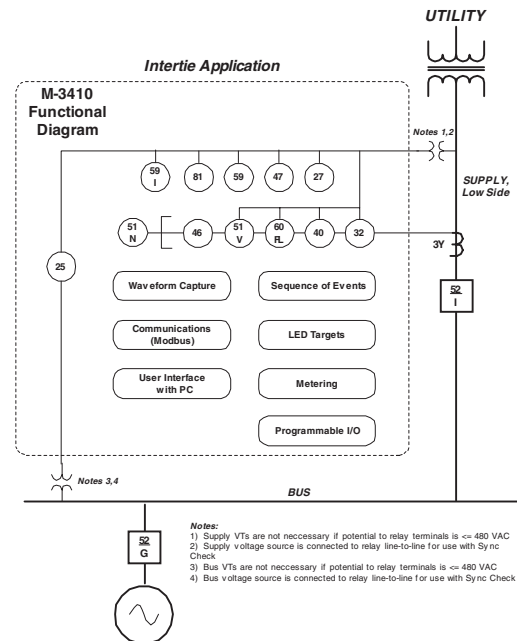 UTILITY
Intertie Application
M-3410
Functional
Diagram
Notes 1,2
59
I
81
59
47
27
SUPPLY,
Low Side
51
N
46
51
V
60
FL
40
32
3Y
25
52
I
Waveform Capture
Sequence of Events
Communications
(Modbus)
LED Targets
User Interface
with PC
Metering
Programmable I/O
Notes 3,4
BUS
52
G
Notes:
1) Supply VTs are not neccessary if potential to relay terminals is <= 480 VAC
2) Supply voltage source is connected to relay line-to-line for use with Sync
Check
3) Bus VTs are not neccessary if potential to relay terminals is <= 480 VAC
4) Bus voltage source is connected to relay line-to-line for use with Sync Check